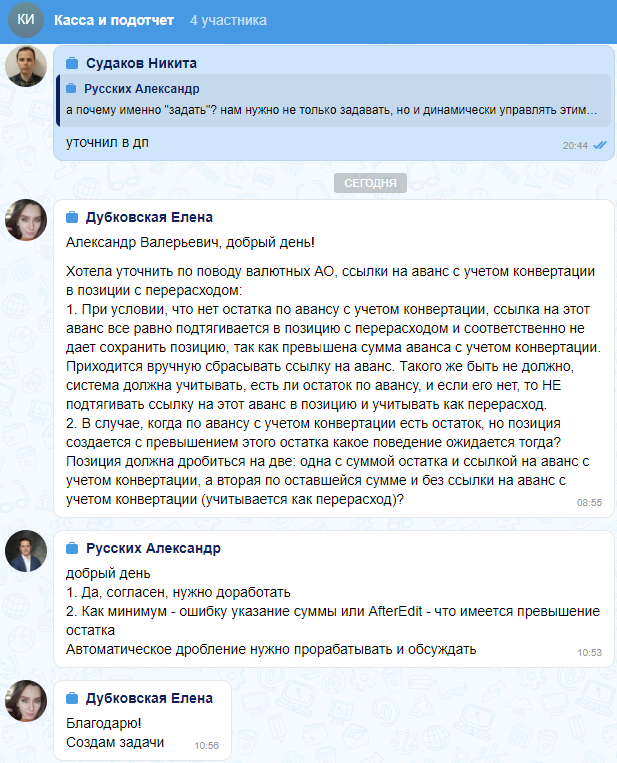 КИ
Касса и подотчет 4 участника
Судаков Никита
Русских Александр
а почему именно "задать"? нам нужно не только задавать, но и динамически управлять этим...
уточнил в дп
20:44
СЕГОДНЯ
Дубковская Елена
Александр Валерьевич, добрый день!
Хотела уточнить по поводу валютных АО, ссылки на аванс с учетом конвертации
в позиции с перерасходом:
1. При условии, что нет остатка по авансу с учетом конвертации, ссылка на этот
аванс все равно подтягивается в позицию с перерасходом и соответственно не
дает сохранить позицию, так как превышена сумма аванса с учетом конвертации.
Приходится вручную сбрасывать ссылку на аванс. Такого же быть не должно,
система должна учитывать, есть ли остаток по авансу, и если его нет, то НЕ
подтягивать ссылку на этот аванс в позицию и учитывать как перерасход.
2. В случае, когда по авансу с учетом конвертации есть остаток, но позиция
создается с превышением этого остатка какое поведение ожидается тогда?
Позиция должна дробиться на две: одна с суммой остатка и ссылкой на аванс с
учетом конвертации, а вторая по оставшейся сумме и без ссылки на аванс с
учетом конвертации (учитывается как перерасход)?
08:55
Русских Александр
добрый день
1. Да, согласен, нужно доработать
2. Как минимум - ошибку указание суммы или AfterEdit - что имеется превышение
остатка
Автоматическое дробление нужно прорабатывать и обсуждать
10:53
Дубковская Елена
Благодарю!
Создам задачи
10:56